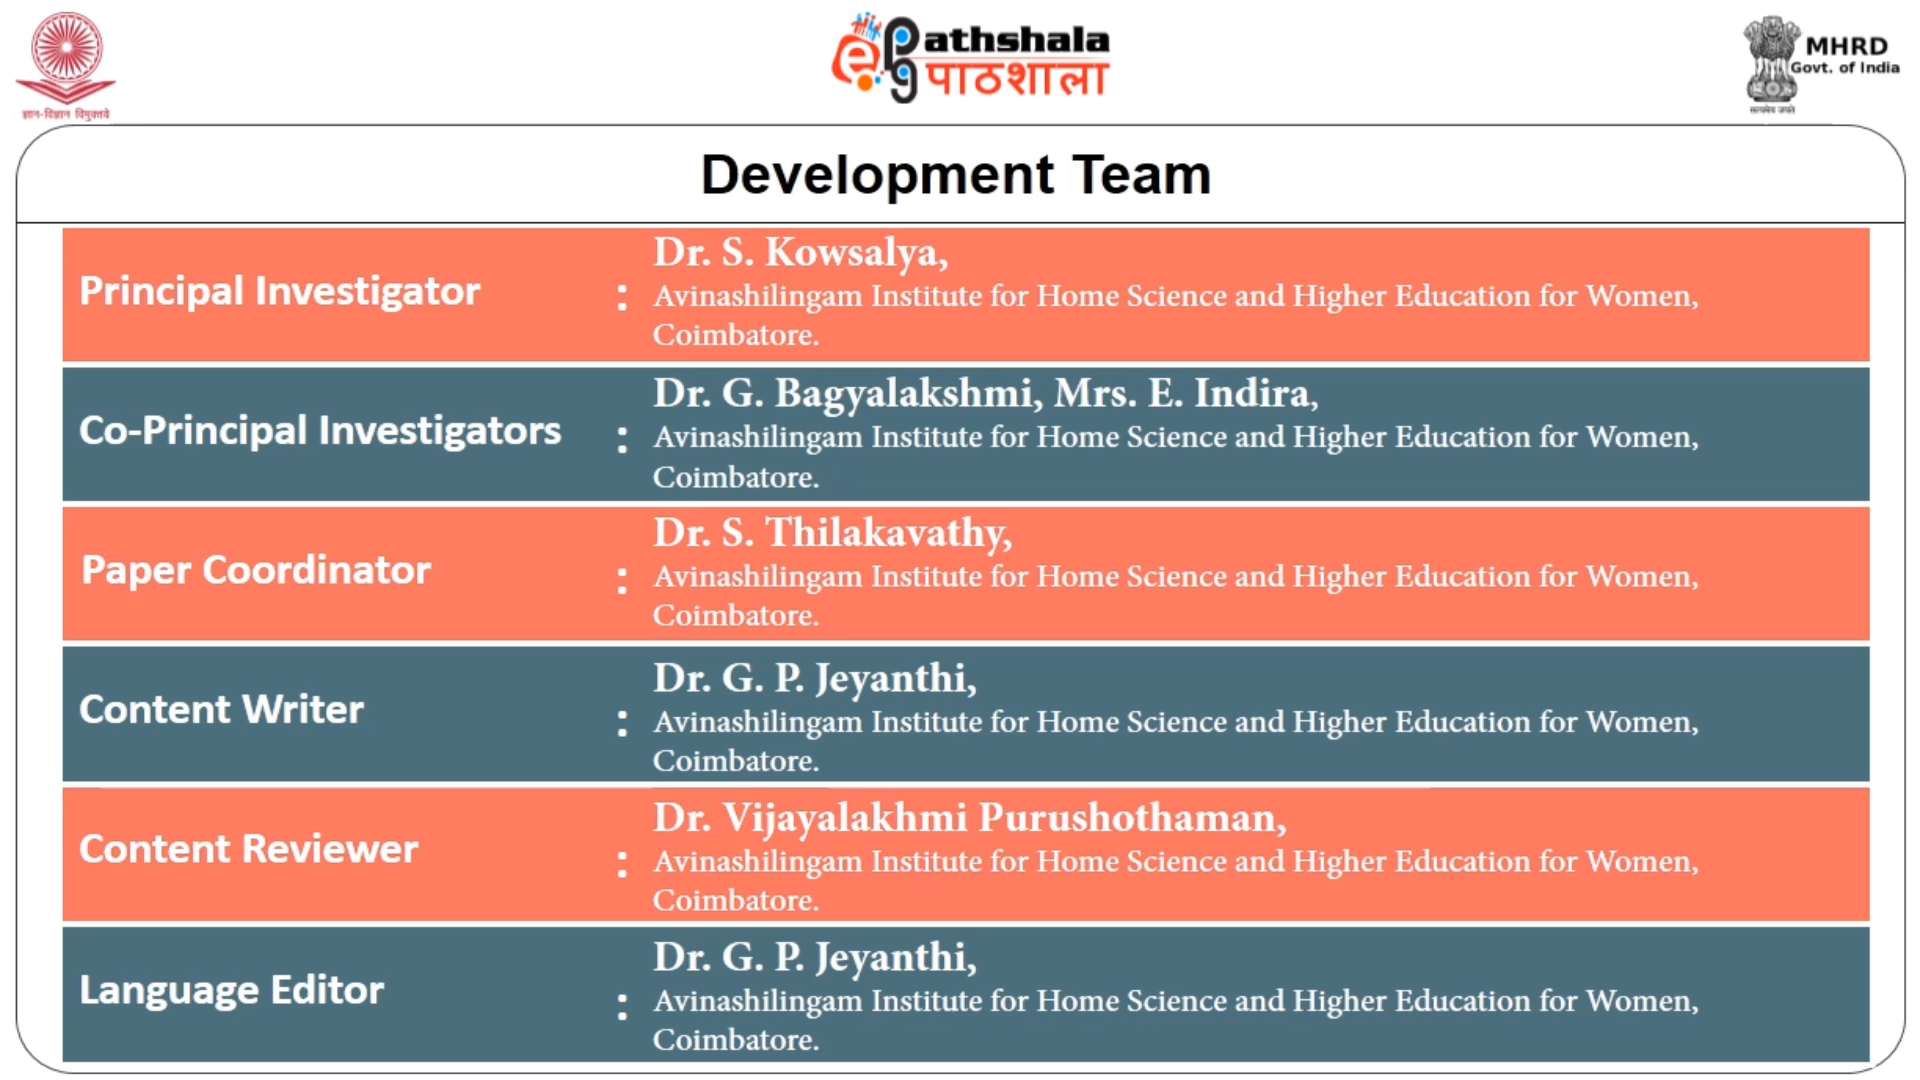 ज्ञान-विज्ञान विमुक्तये
e PG Pathshala
पाठशाला
MHRD
Govt. of India
सत्यमेव जयते
Development Team
Principal Investigator : Dr. S. Kowsalya,
Avinashilingam Institute for Home Science and Higher Education for Women,
Coimbatore.
Co-Principal Investigators : Dr. G. Bagyalakshmi, Mrs. E. Indira,
Avinashilingam Institute for Home Science and Higher Education for Women,
Coimbatore.
Paper Coordinator : Dr. S. Thilakavathy,
Avinashilingam Institute for Home Science and Higher Education for Women,
Coimbatore.
Content Writer : Dr. G. P. Jeyanthi,
Avinashilingam Institute for Home Science and Higher Education for Women,
Coimbatore.
Content Reviewer : Dr. Vijayalakhmi Purushothaman,
Avinashilingam Institute for Home Science and Higher Education for Women,
Coimbatore.
Language Editor : Dr. G. P. Jeyanthi,
Avinashilingam Institute for Home Science and Higher Education for Women,
Coimbatore.